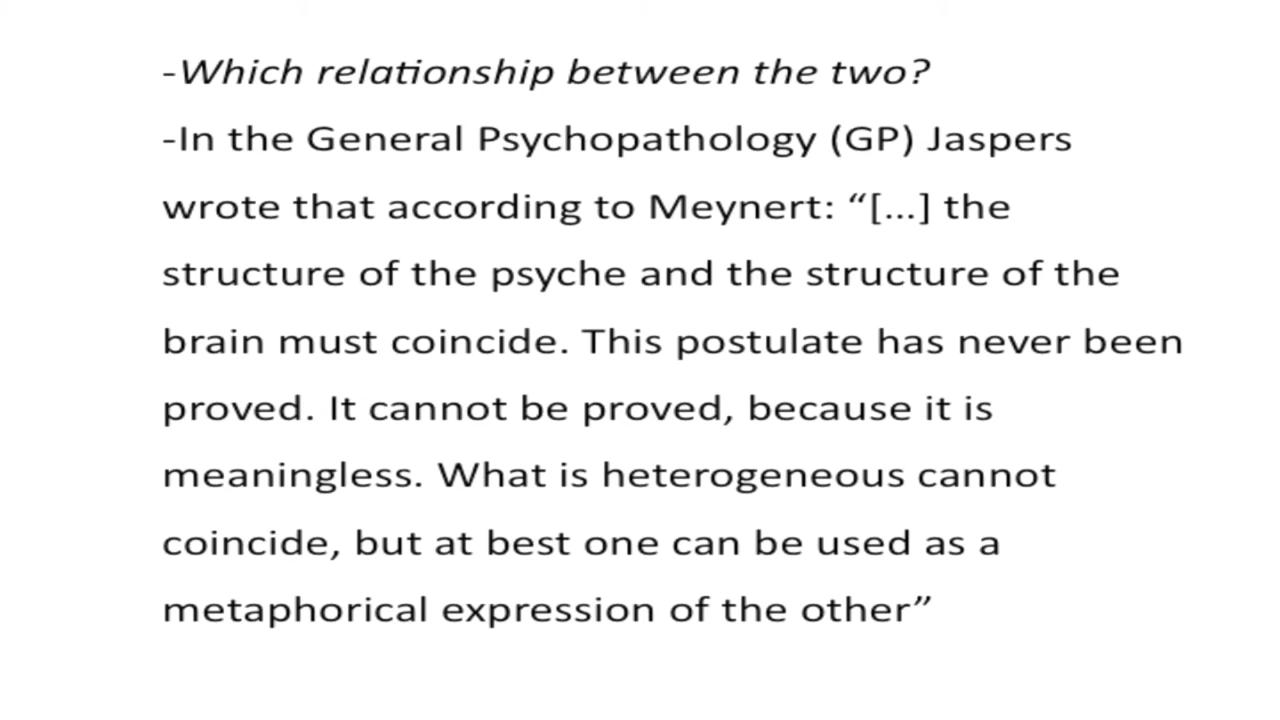 -Which relationship between the two?
-In the General Psychopathology (GP) Jaspers
wrote that according to Meynert: “[...] the
structure of the psyche and the structure of the
brain must coincide. This postulate has never been
proved. It cannot be proved, because it is
meaningless. What is heterogeneous cannot
coincide, but at best one can be used as a
metaphorical expression of the other”